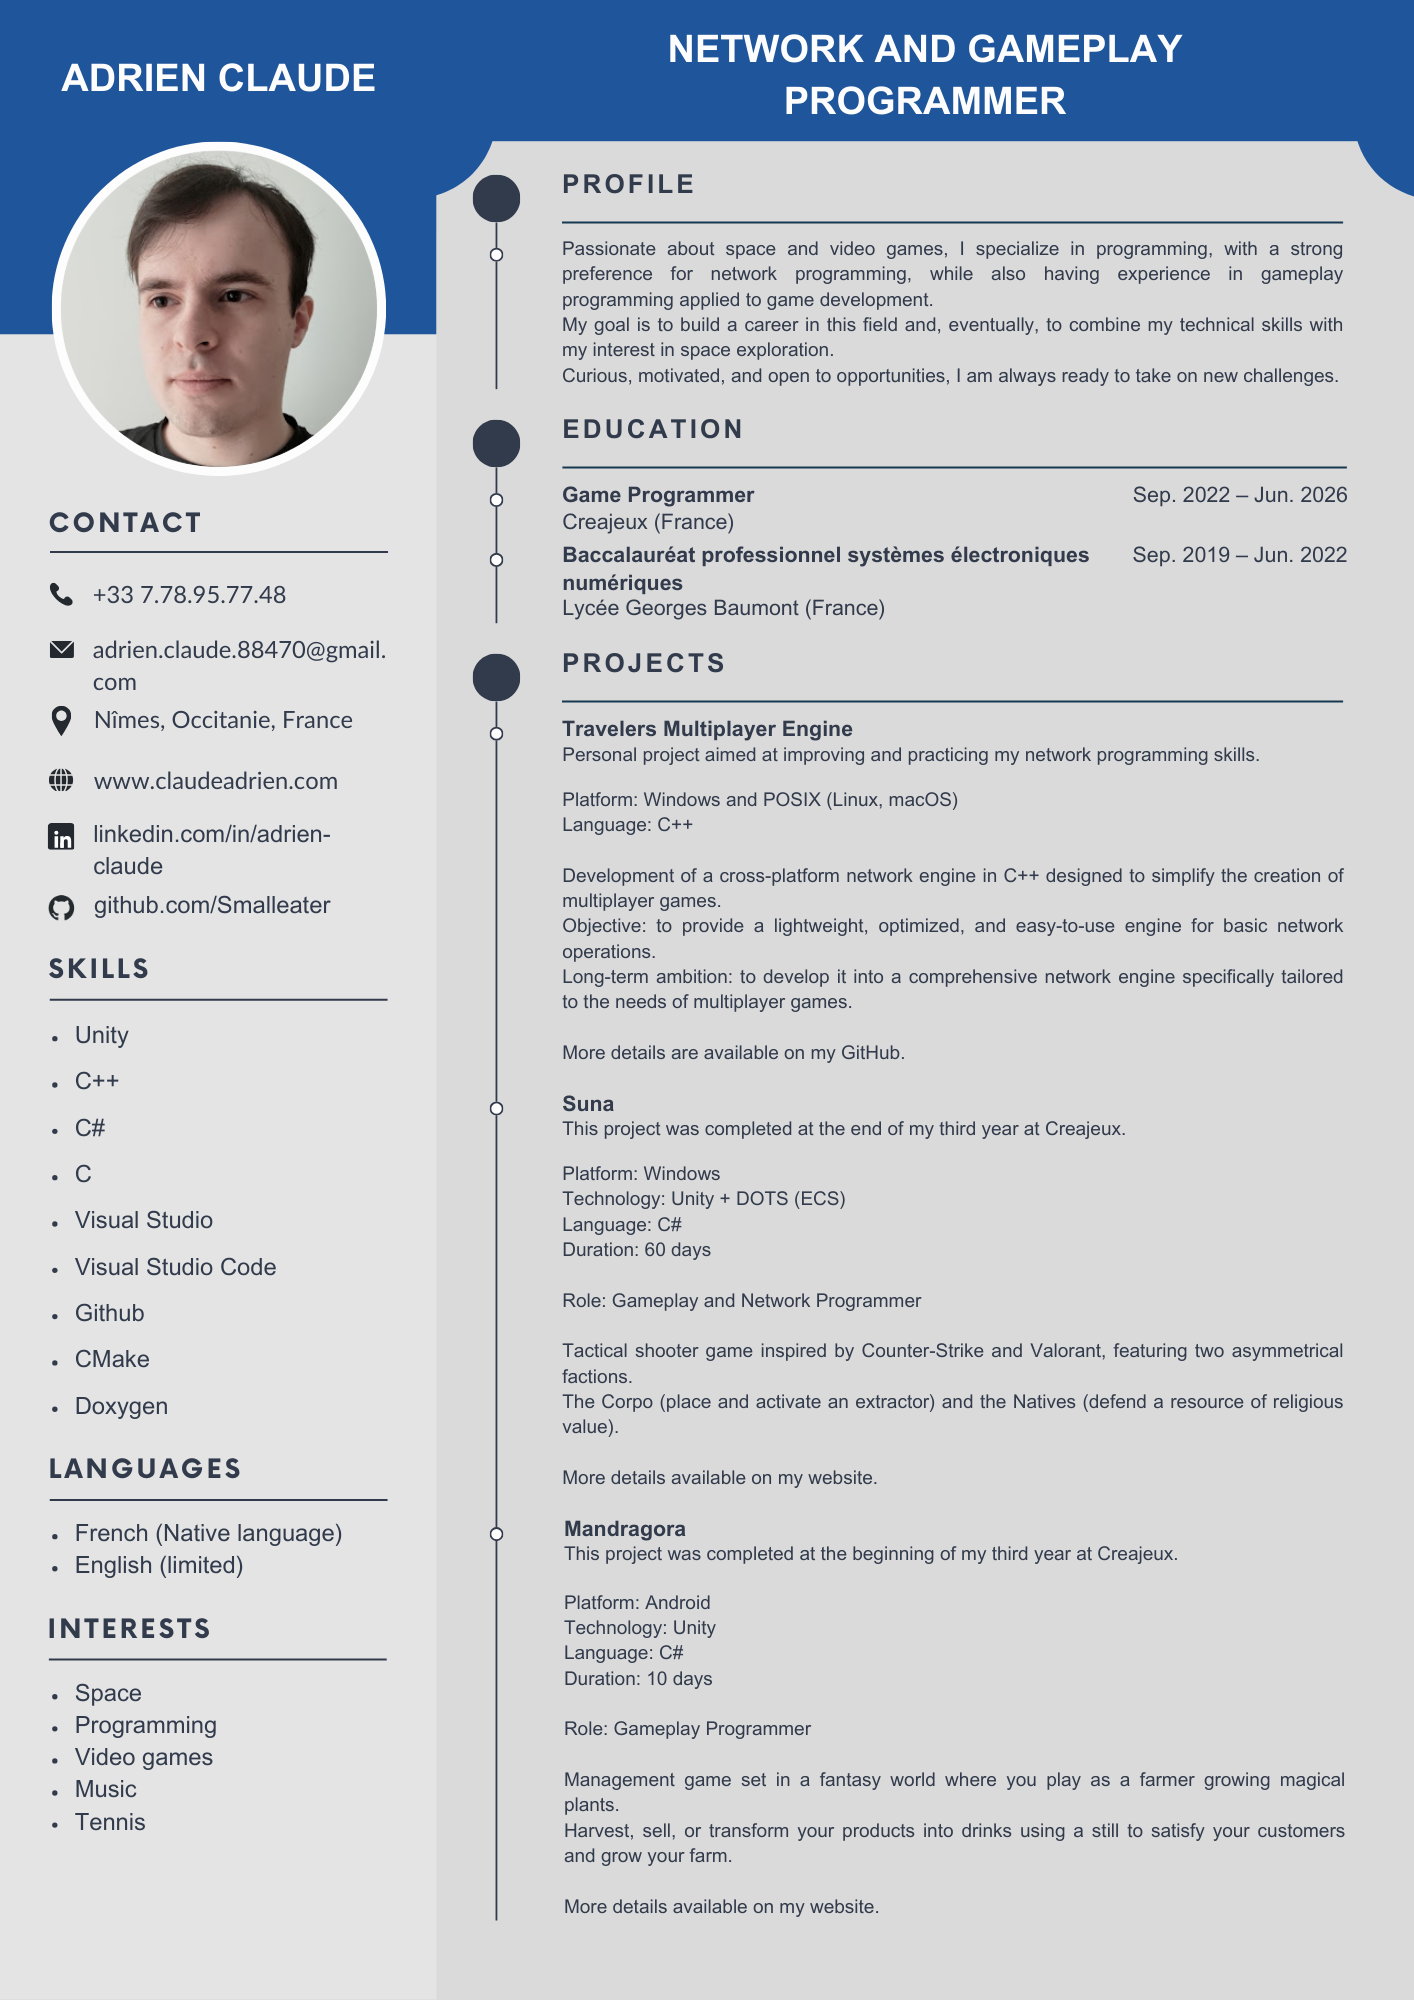 ADRIEN CLAUDE
NETWORK AND GAMEPLAY
PROGRAMMER
CONTACT
+33 7.78.95.77.48
adrien.claude.88470@gmail.
com
Nîmes, Occitanie, France
www.claudeadrien.com
linkedin.com/in/adrien-
claude
github.com/Smalleater
SKILLS
• Unity
• C++
• C#
• C
• Visual Studio
• Visual Studio Code
• Github
• CMake
• Doxygen
LANGUAGES
• French (Native language)
• English (limited)
INTERESTS
• Space
• Programming
• Video games
• Music
• Tennis
PROFILE
Passionate about space and video games, I specialize in programming, with a strong
preference for network programming, while also having experience in gameplay
programming applied to game development.
My goal is to build a career in this field and, eventually, to combine my technical skills with
my interest in space exploration.
Curious, motivated, and open to opportunities, I am always ready to take on new challenges.
EDUCATION
Game Programmer Sep. 2022 – Jun. 2026
Creajeux (France)
Baccalauréat professionnel systèmes électroniques Sep. 2019 – Jun. 2022
numériques
Lycée Georges Baumont (France)
PROJECTS
Travelers Multiplayer Engine
Personal project aimed at improving and practicing my network programming skills.
Platform: Windows and POSIX (Linux, macOS)
Language: C++
Development of a cross-platform network engine in C++ designed to simplify the creation of
multiplayer games.
Objective: to provide a lightweight, optimized, and easy-to-use engine for basic network
operations.
Long-term ambition: to develop it into a comprehensive network engine specifically tailored
to the needs of multiplayer games.
More details are available on my GitHub.
Suna
This project was completed at the end of my third year at Creajeux.
Platform: Windows
Technology: Unity + DOTS (ECS)
Language: C#
Duration: 60 days
Role: Gameplay and Network Programmer
Tactical shooter game inspired by Counter-Strike and Valorant, featuring two asymmetrical
factions.
The Corpo (place and activate an extractor) and the Natives (defend a resource of religious
value).
More details available on my website.
Mandragora
This project was completed at the beginning of my third year at Creajeux.
Platform: Android
Technology: Unity
Language: C#
Duration: 10 days
Role: Gameplay Programmer
Management game set in a fantasy world where you play as a farmer growing magical
plants.
Harvest, sell, or transform your products into drinks using a still to satisfy your customers
and grow your farm.
More details available on my website.